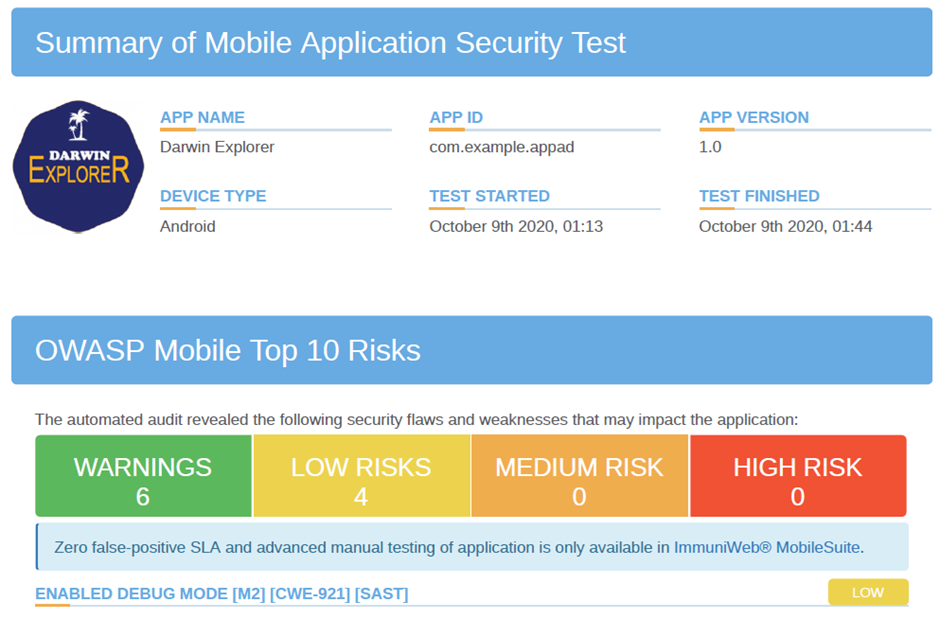 Summary of Mobile Application Security Test
DARWIN
EXPLORER
APP NAME
Darwin Explorer
APP ID
com.example.appad
APP VERSION
1.0
DEVICE TYPE
Android
TEST STARTED
October 9th 2020, 01:13
TEST FINISHED
October 9th 2020, 01:44
OWASP Mobile Top 10 Risks
The automated audit revealed the following security flaws and weaknesses that may impact the application:
WARNINGS
6
LOW RISKS
4
MEDIUM RISK
0
HIGH RISK
0
Zero false-positive SLA and advanced manual testing of application is only available in ImmuniWeb® MobileSuite.
ENABLED DEBUG MODE [M2] [CWE-921] [SAST]
LOW